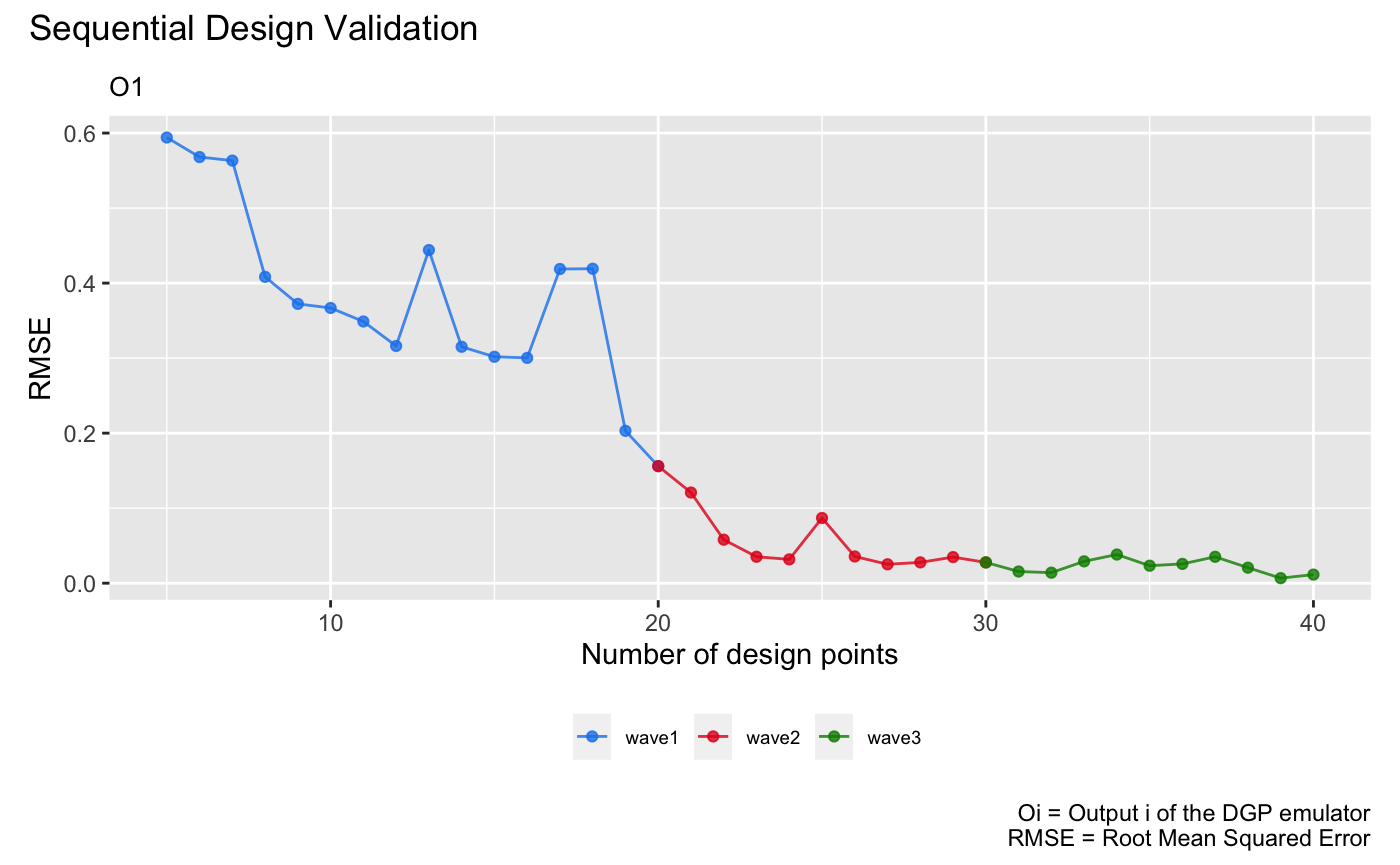 Sequential Design Validation
O1
0.6
0.4
0.2
0.0
RMSE
10 20 30 40
Number of design points
wave1 wave2 wave3
Oi = Output i of the DGP emulator
RMSE = Root Mean Squared Error